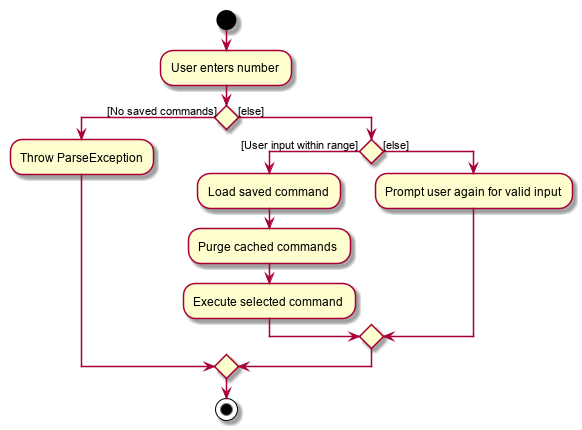 User enters number
[No saved commands]
[else]
Throw ParseException
[User input within range]
[else]
Load saved command
Prompt user again for valid input
Purge cached commands
Execute selected command